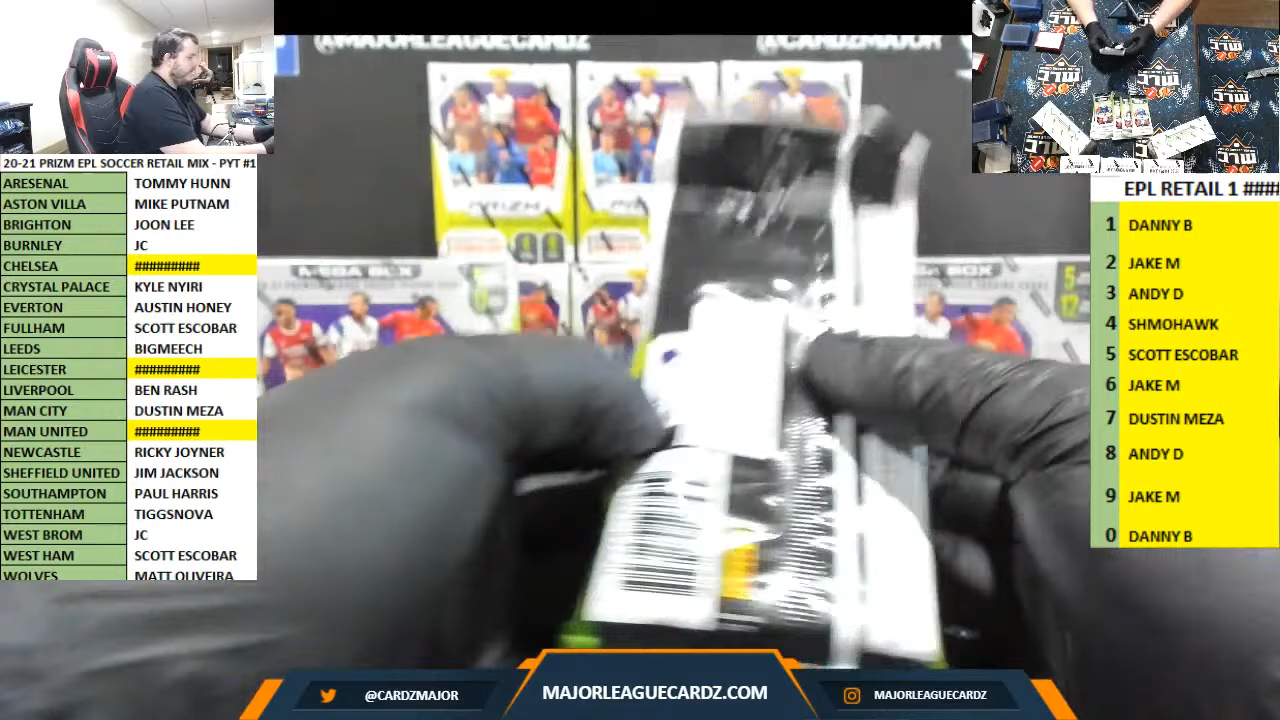 @MAJORLEAGUECARDZ
@CARDZMAJOR
20-21 PRIZM EPL SOCCER RETAIL MIX - PYT #1
ARESENAL TOMMY HUNN
ASTON VILLA MIKE PUTNAM
BRIGHTON JOON LEE
BURNLEY JC
CHELSEA #########
CRYSTAL PALACE KYLE NYIRI
EVERTON AUSTIN HONEY
FULLHAM SCOTT ESCOBAR
LEEDS BIGMEECH
LEICESTER #########
LIVERPOOL BEN RASH
MAN CITY DUSTIN MEZA
MAN UNITED #########
NEWCASTLE RICKY JOYNER
SHEFFIELD UNITED JIM JACKSON
SOUTHAMPTON PAUL HARRIS
TOTTENHAM TIGGSNOVA
WEST BROM JC
WEST HAM SCOTT ESCOBAR
WOLVES MATT OLIVEIRA
PRIZM
MEGA BOX
MEGA BOX
EPL RETAIL 1 ####
1 DANNY B
2 JAKE M
3 ANDY D
4 SHMOHAWK
5 SCOTT ESCOBAR
6 JAKE M
7 DUSTIN MEZA
8 ANDY D
9 JAKE M
0 DANNY B
@CARDZMAJOR
MAJORLEAGUECARDZ.COM
MAJORLEAGUECARDZ